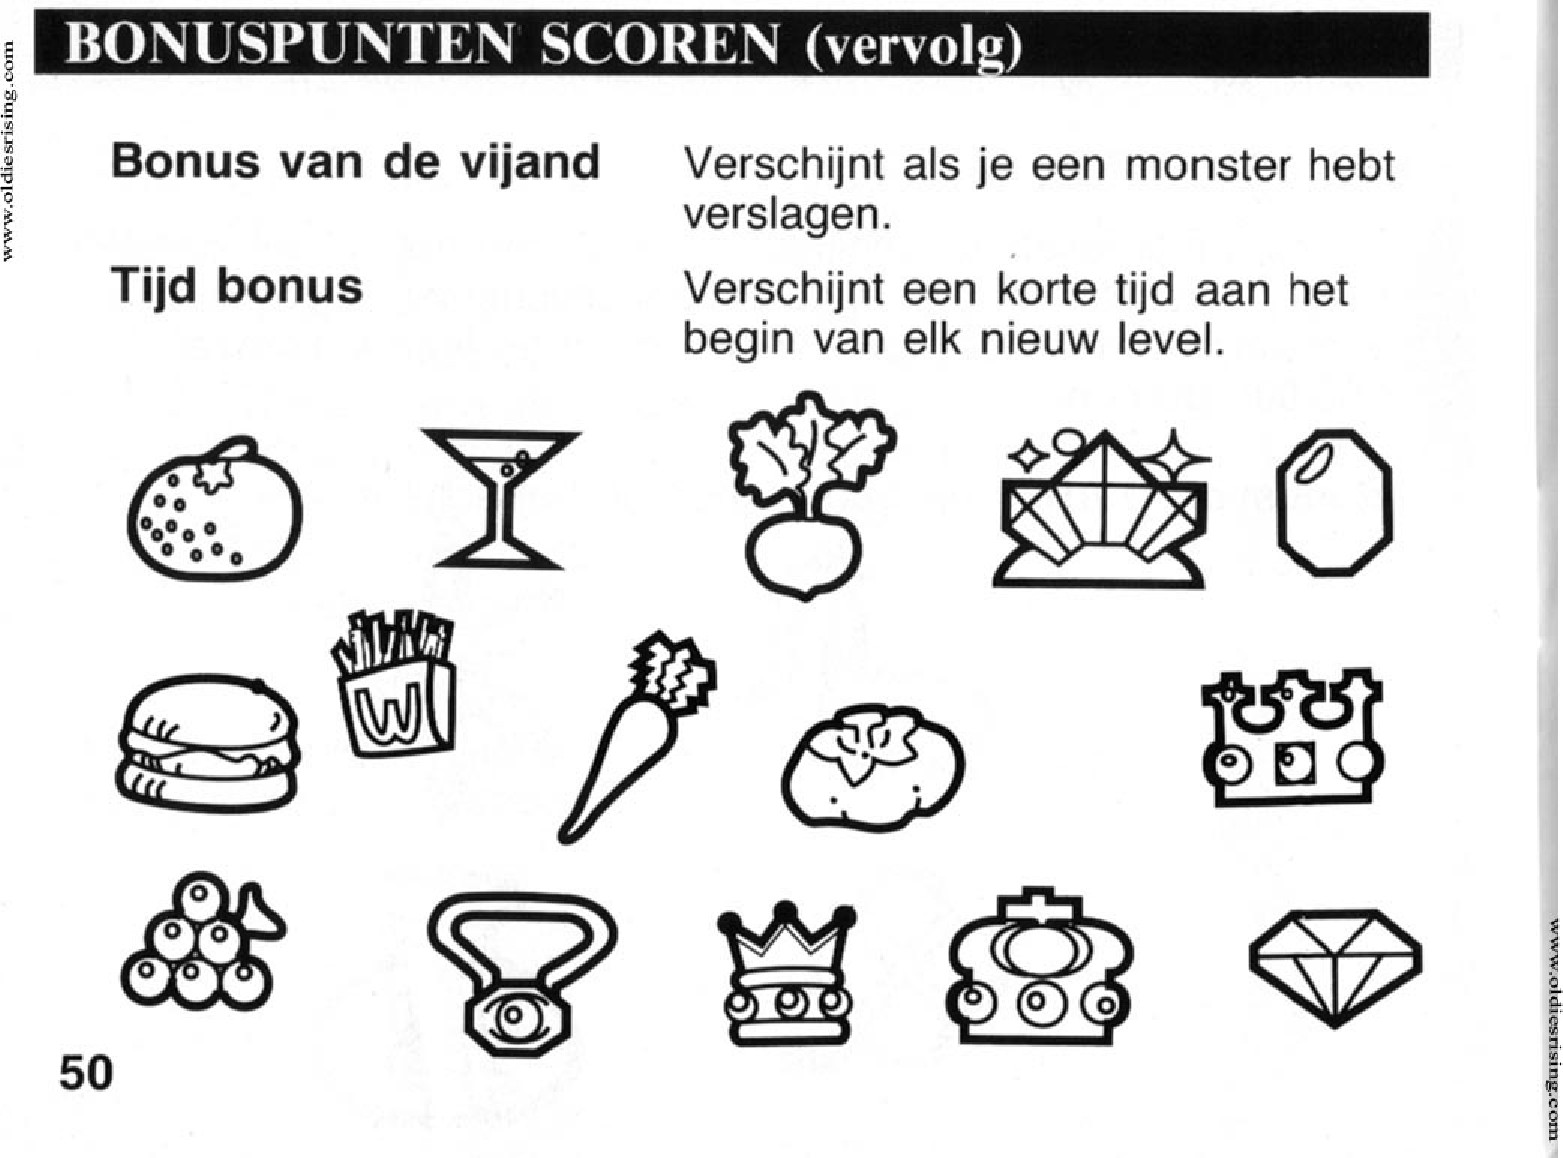 BONUSPUNTEN SCOREN (vervolg)
Bonus van de vijand
Verschijnt als je een monster hebt
verslagen.
Tijd bonus
Verschijnt een korte tijd aan het
begin van elk nieuw level.
W
50
www.oldiesrising.com
www.oldiesrising.com